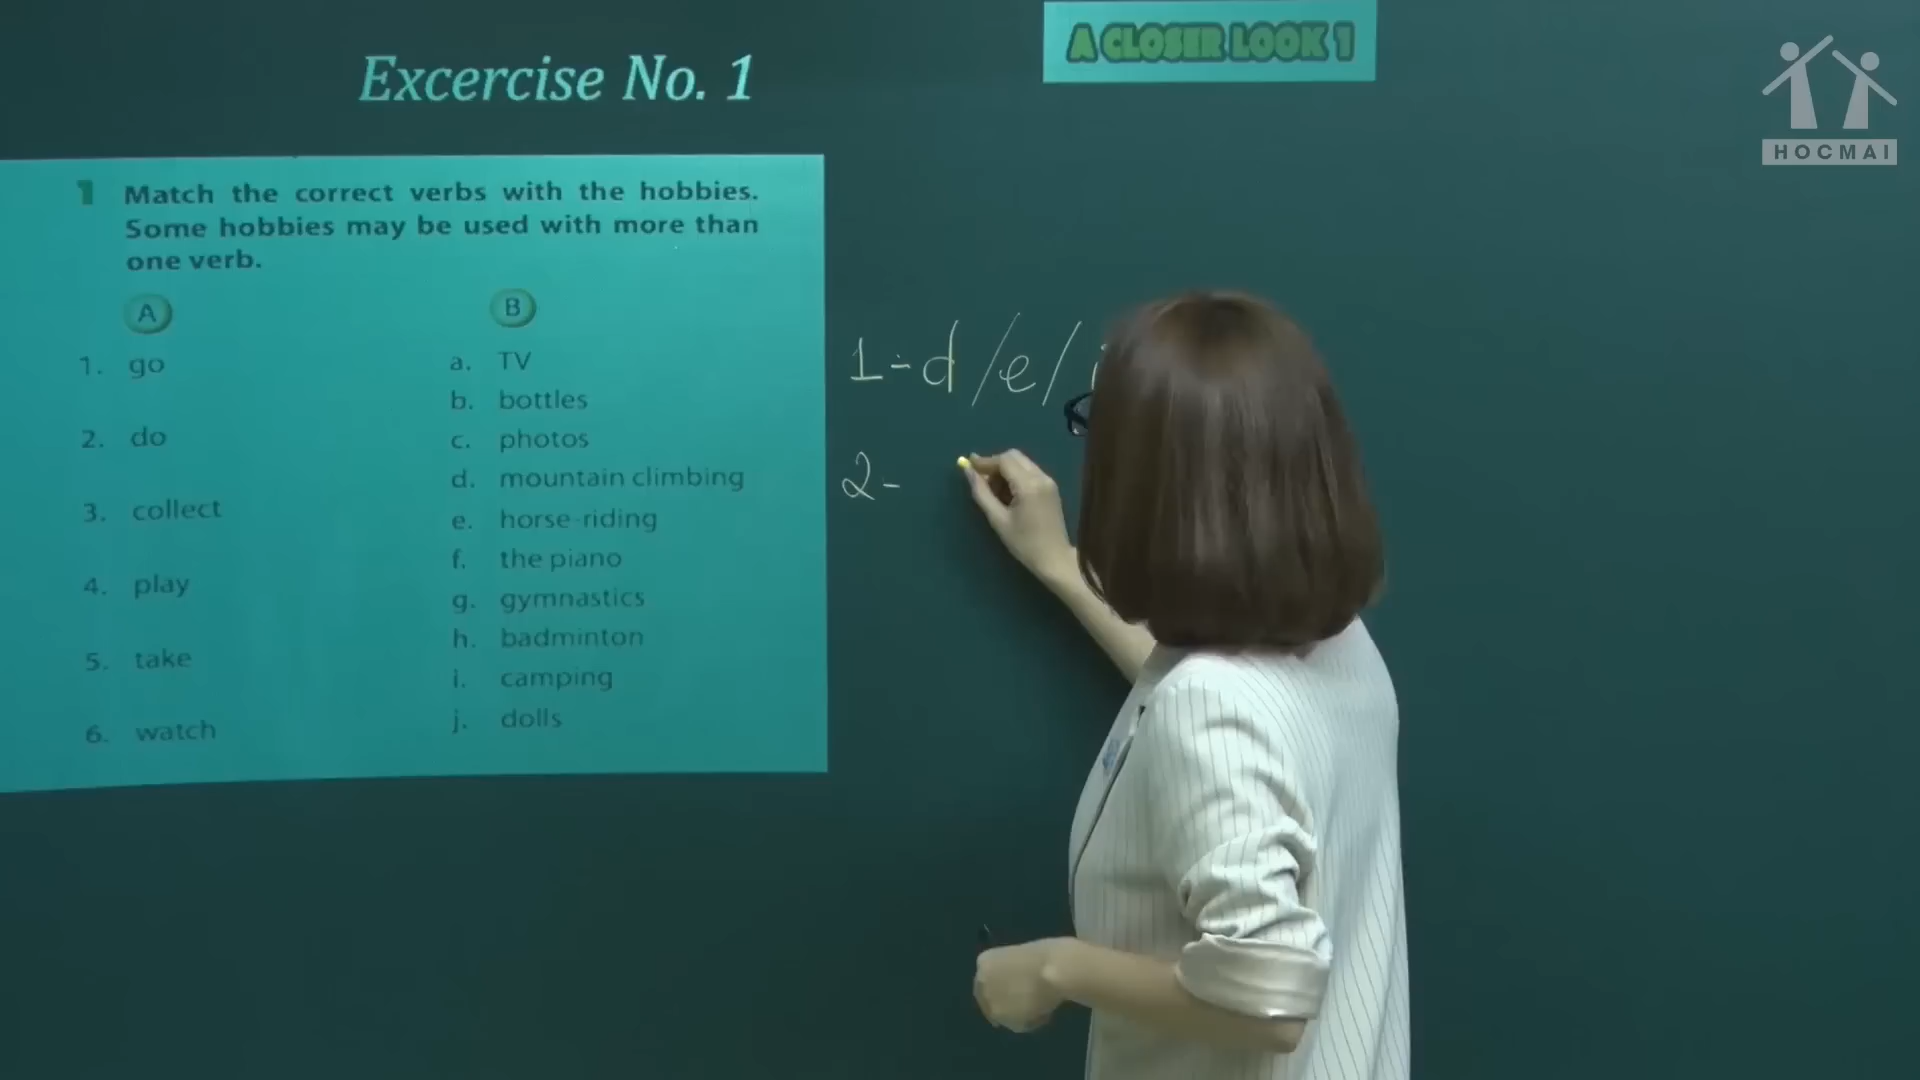 A CLOSER LOOK 1
Excercise No. 1
HOCMAI
1 Match the correct verbs with the hobbies.
Some hobbies may be used with more than
one verb.
A
B
1. go
2. do
3. collect
4. play
5. take
6. watch
a. TV
b. bottles
c. photos
d. mountain climbing
e. horse-riding
f. the piano
g. gymnastics
h. badminton
i. camping
j. dolls
1 - d / e / i
2 -